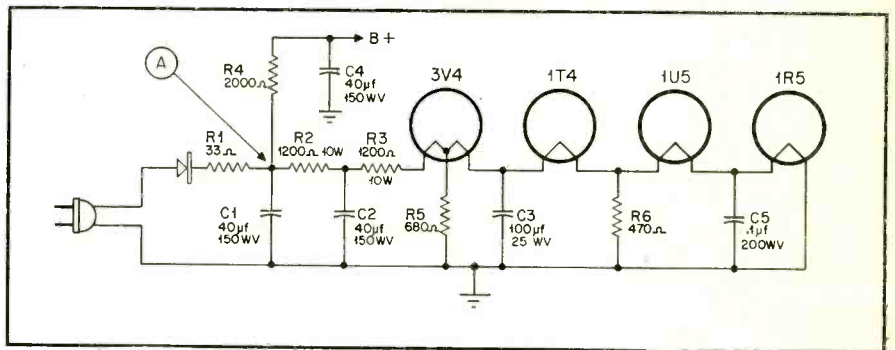 B+
A
R4
2000Ω
C4
40µf
150WV
3V4
1T4
1U5
1R5
R1
33Ω
R2
1200Ω 10W
R3
1200Ω
10W
C1
40µf
150WV
C2
40µf
150WV
R5
680Ω
C3
100µf
25 WV
R6
470Ω
C5
.1µf
200WV